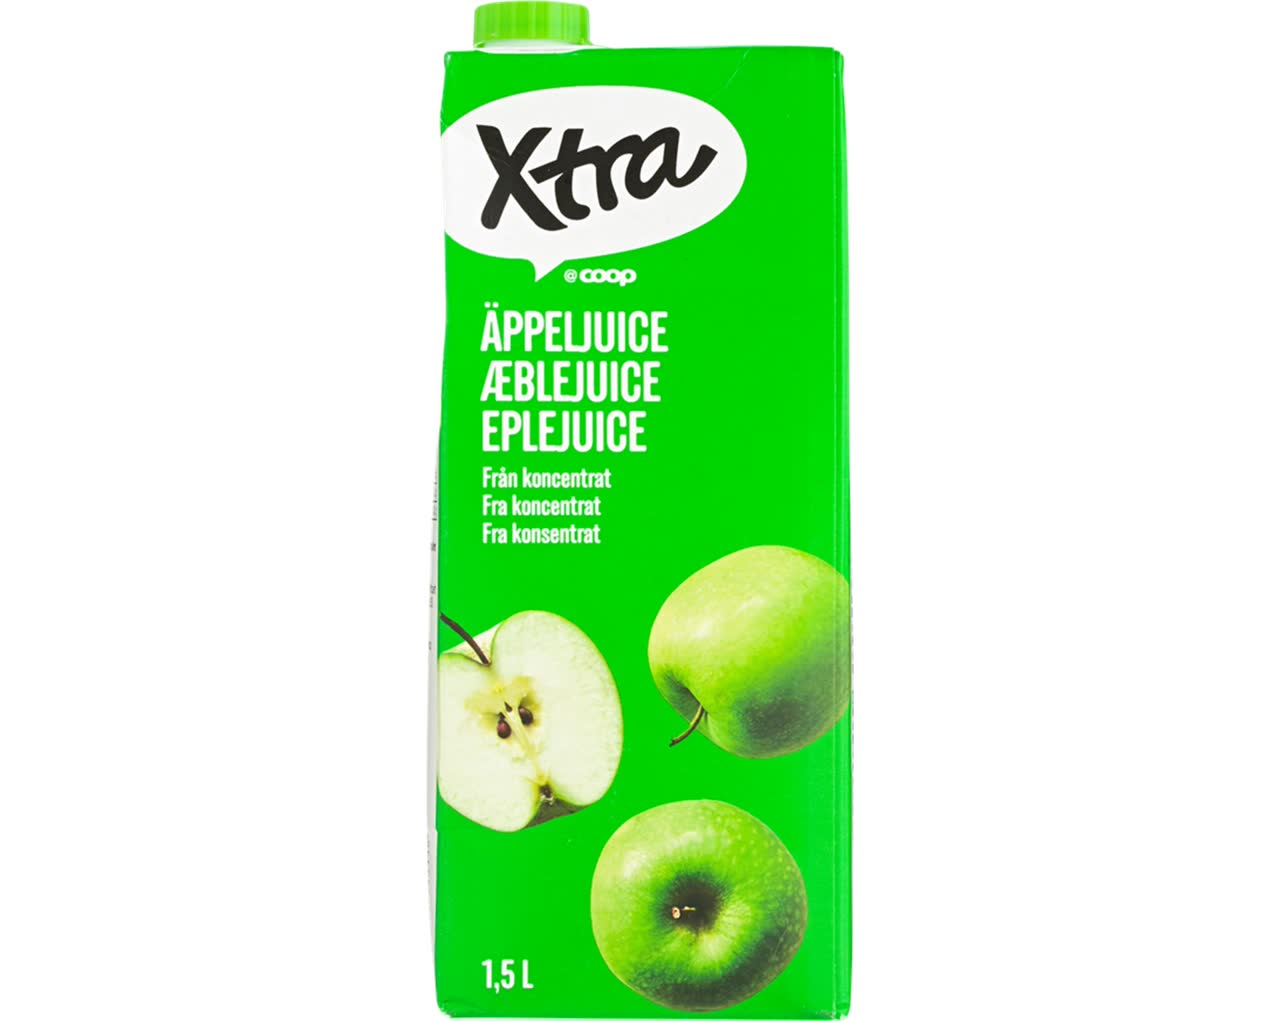 Xtra
@coop
ÄPPELJUICE
ÆBLEJUICE
EPLEJUICE
Från koncentrat
Fra koncentrat
Fra konsentrat
1,5 L